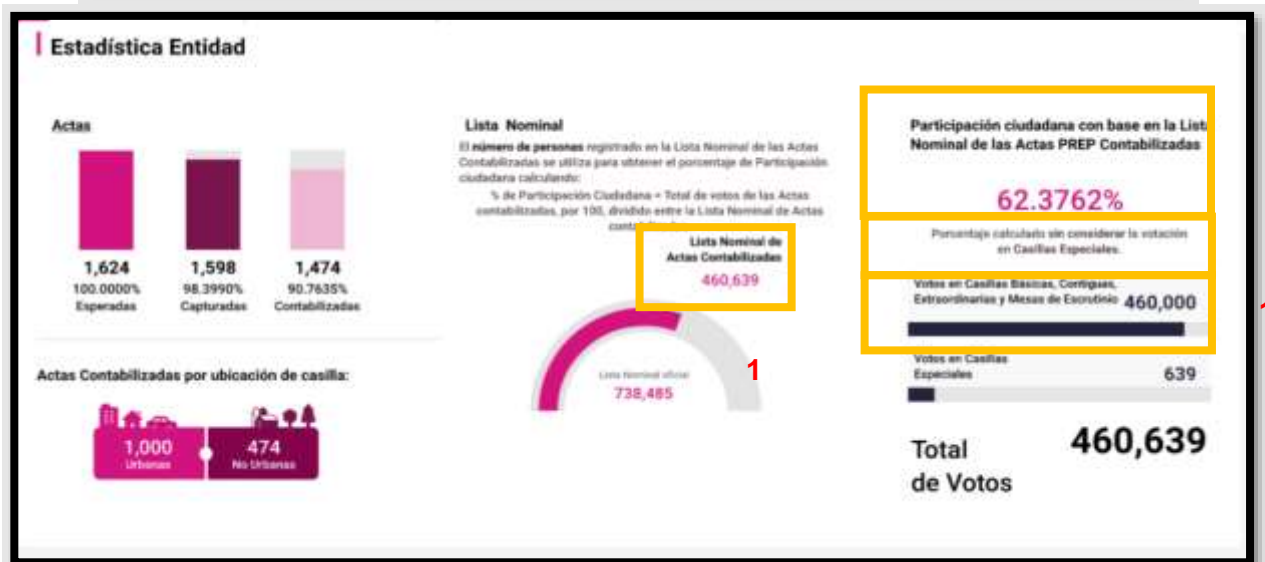 Estadística Entidad
Actas
1,624
100.0000%
Esperadas
1,598
98.3990%
Capturadas
1,474
90.7635%
Contabilizadas
Actas Contabilizadas por ubicación de casilla:
1,000
Urbanas
474
No Urbanas
Lista Nominal
El número de personas registrado en la Lista Nominal de las Actas
Contabilizadas se utiliza para obtener el porcentaje de Participación
ciudadana calculando:
% de Participación Ciudadana = Total de votos de las Actas
contabilizadas, por 100, dividido entre la Lista Nominal de Actas
Lista Nominal de
Actas Contabilizadas
460,639
Lista Nominal oficial
738,485
1
Participación ciudadana con base en la List
Nominal de las Actas PREP Contabilizadas
62.3762%
Porcentaje calculado sin considerar la votación
en Casillas Especiales.
Votos en Casillas Básicas, Contiguas,
Extraordinarias y Mesas de Escrutinio 460,000
Votos en Casillas
Especiales 639
Total
de Votos
460,639